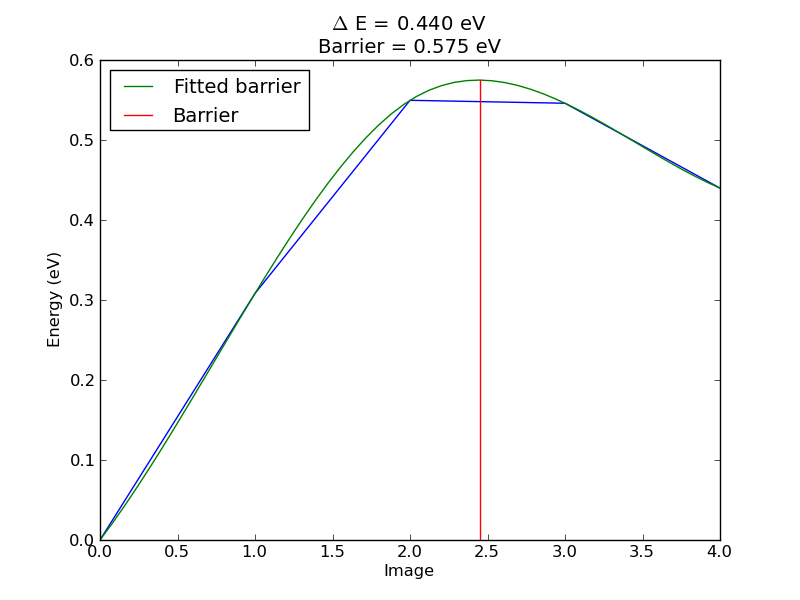 Δ E = 0.440 eV
Barrier = 0.575 eV
Fitted barrier
Barrier
Energy (eV)
0.6
0.5
0.4
0.3
0.2
0.1
0.0
0.0 0.5 1.0 1.5 2.0 2.5 3.0 3.5 4.0
Image